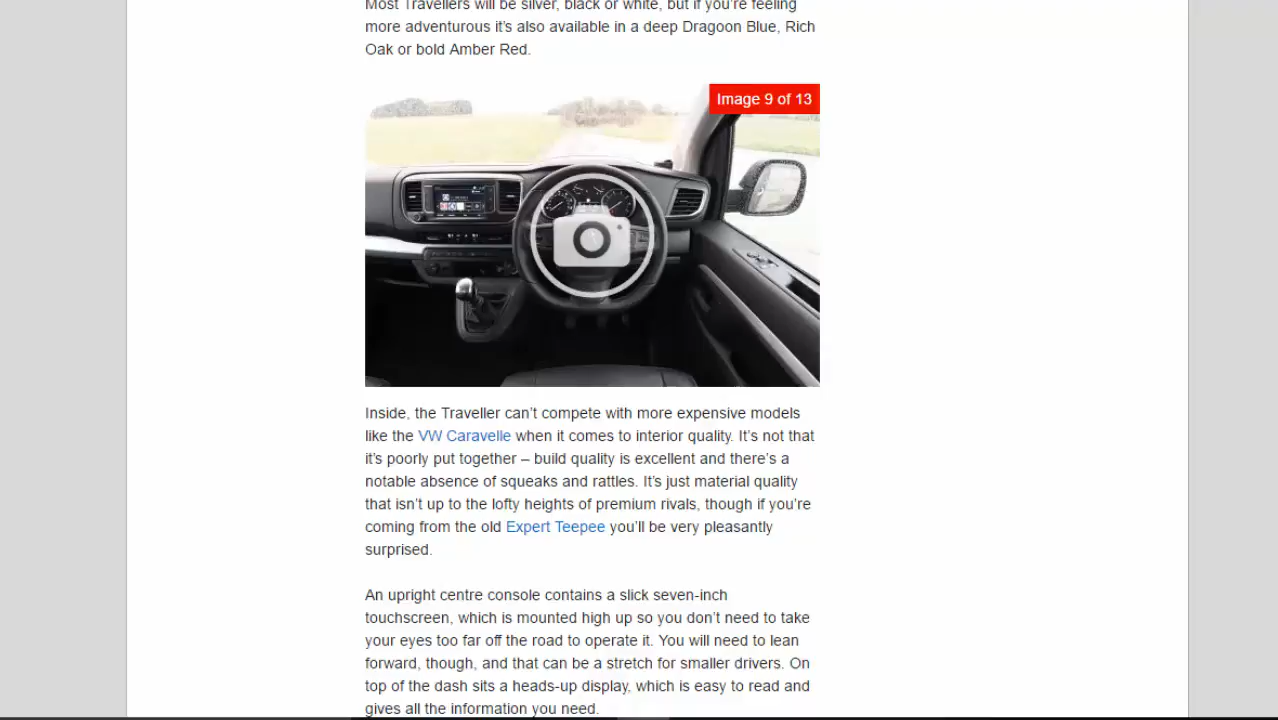 Most Travellers will be silver, black or white, but if you’re feeling
more adventurous it’s also available in a deep Dragoon Blue, Rich
Oak or bold Amber Red.
Image 9 of 13
Inside, the Traveller can’t compete with more expensive models
like the VW Caravelle when it comes to interior quality. It’s not that
it’s poorly put together – build quality is excellent and there’s a
notable absence of squeaks and rattles. It’s just material quality
that isn’t up to the lofty heights of premium rivals, though if you’re
coming from the old Expert Teepee you’ll be very pleasantly
surprised.
An upright centre console contains a slick seven-inch
touchscreen, which is mounted high up so you don’t need to take
your eyes too far off the road to operate it. You will need to lean
forward, though, and that can be a stretch for smaller drivers. On
top of the dash sits a heads-up display, which is easy to read and
gives all the information you need.